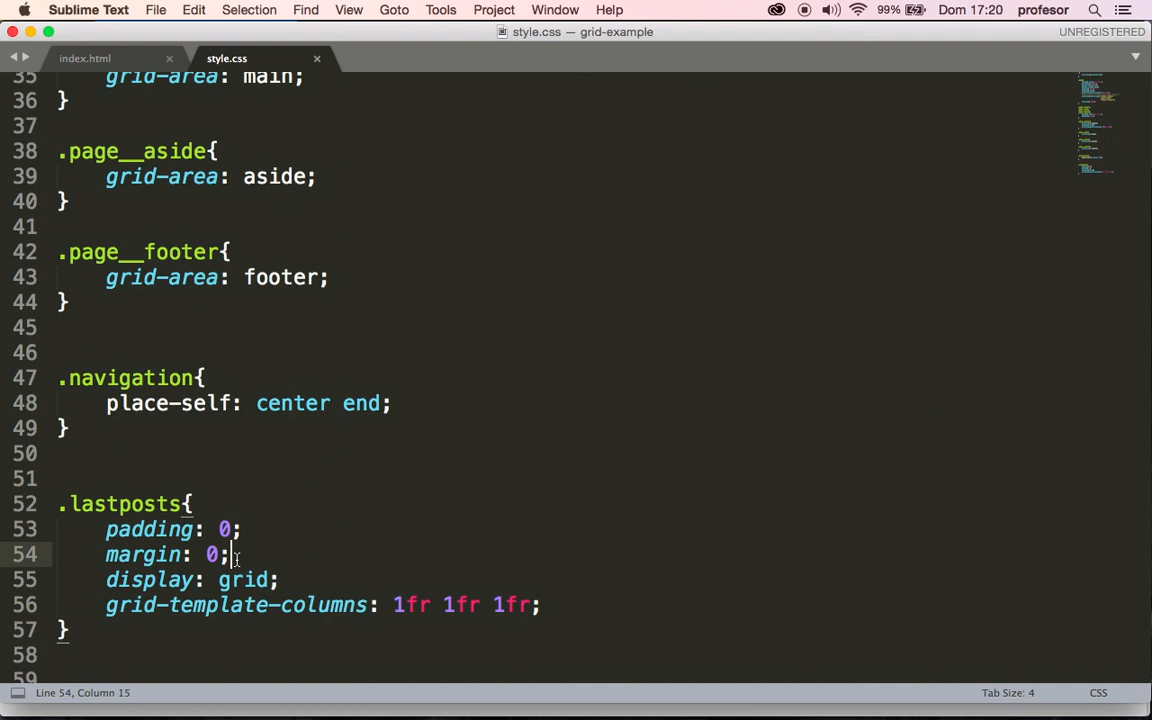 Sublime Text File Edit Selection Find View Goto Tools Project Window Help 99% Dom 17:20 profesor
style.css — grid-example UNREGISTERED
index.html × style.css ×
35 grid-area: main;
36 }
37
38 .page__aside{
39 grid-area: aside;
40 }
41
42 .page__footer{
43 grid-area: footer;
44 }
45
46
47 .navigation{
48 place-self: center end;
49 }
50
51
52 .lastposts{
53 padding: 0;
54 margin: 0;
55 display: grid;
56 grid-template-columns: 1fr 1fr 1fr;
57 }
58
59
Line 54, Column 15 Tab Size: 4 CSS